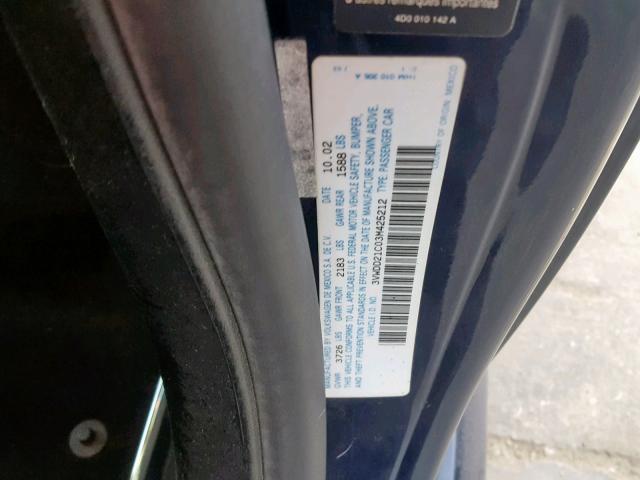 autres remarques importantes
4D0 010 142 A
MANUFACTURED BY VOLKSWAGEN DE MEXICO S.A. DE C.V. DATE 10.02
GVWR 3726 LBS GAWR FRONT 2183 LBS GAWR REAR 1588 LBS
THIS VEHICLE CONFORMS TO ALL APPLICABLE U.S. FEDERAL MOTOR VEHICLE SAFETY, BUMPER,
AND THEFT PREVENTION STANDARDS IN EFFECT ON THE DATE OF MANUFACTURE SHOWN ABOVE.
VEHICLE I.D. NO. 3VWDD21C03M425212 TYPE: PASSENGER CAR
COUNTRY OF ORIGIN: MEXICO